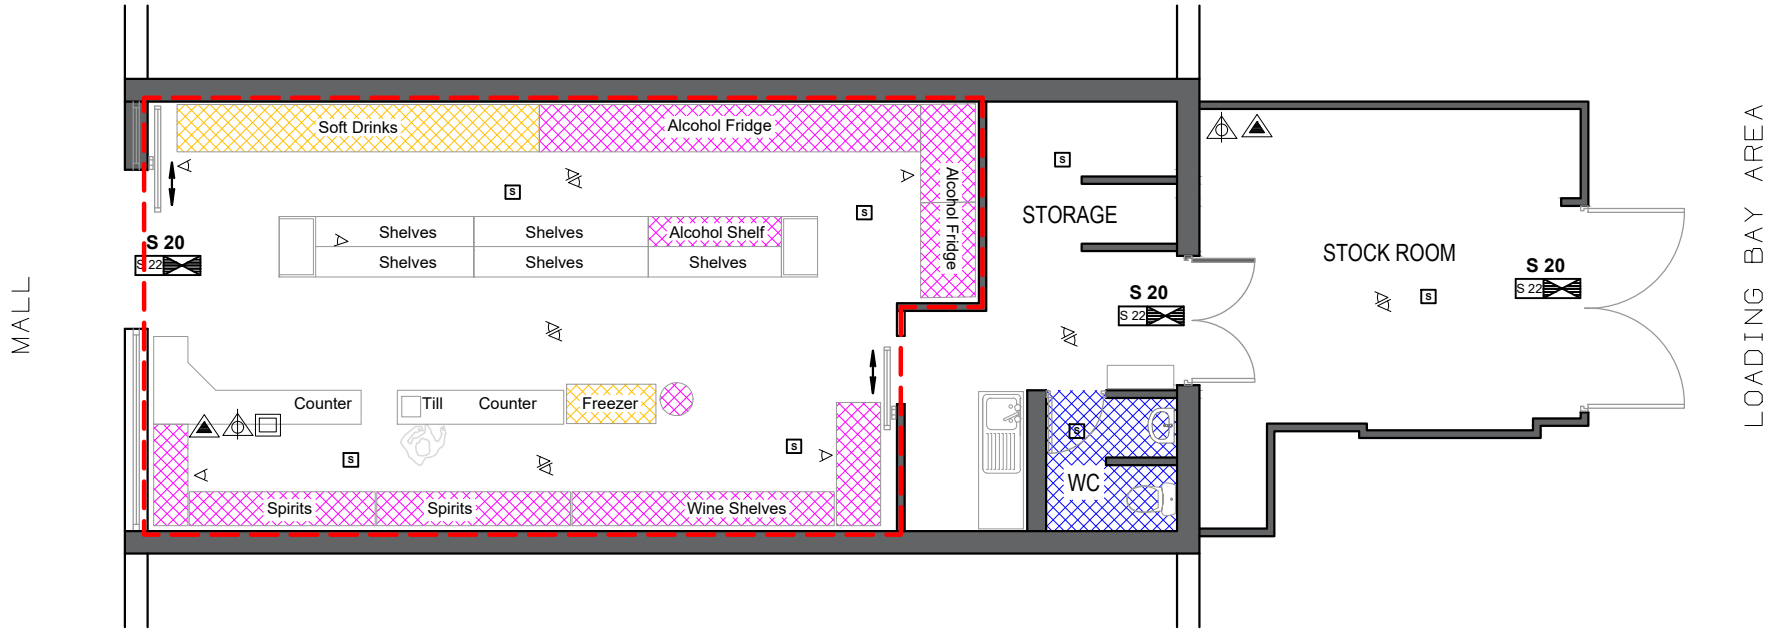 MALL
Soft Drinks
Alcohol Fridge
Alcohol Fridge
S
S
S
Shelves
Shelves
Alcohol Shelf
Shelves
Shelves
Shelves
S 20
S 22
STORAGE
STOCK ROOM
S 20
S 22
S
S 20
S 22
LOADING BAY AREA
Counter
Till
Counter
Freezer
S
S
S
WC
Spirits
Spirits
Wine Shelves